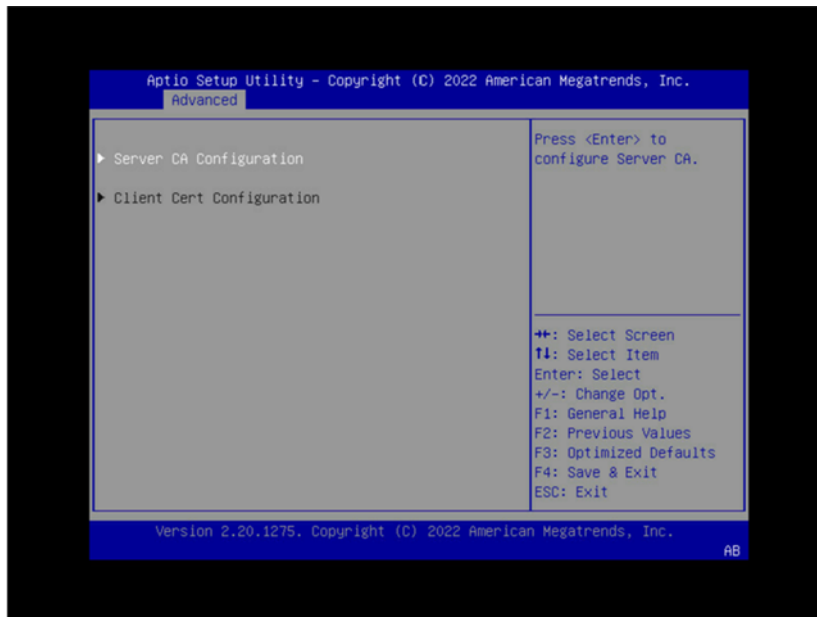 Aptio Setup Utility – Copyright (C) 2022 American Megatrends, Inc.
Advanced
Server CA Configuration
Client Cert Configuration
Press <Enter> to
configure Server CA.
→←: Select Screen
↑↓: Select Item
Enter: Select
+/-: Change Opt.
F1: General Help
F2: Previous Values
F3: Optimized Defaults
F4: Save & Exit
ESC: Exit
Version 2.20.1275. Copyright (C) 2022 American Megatrends, Inc.
AB